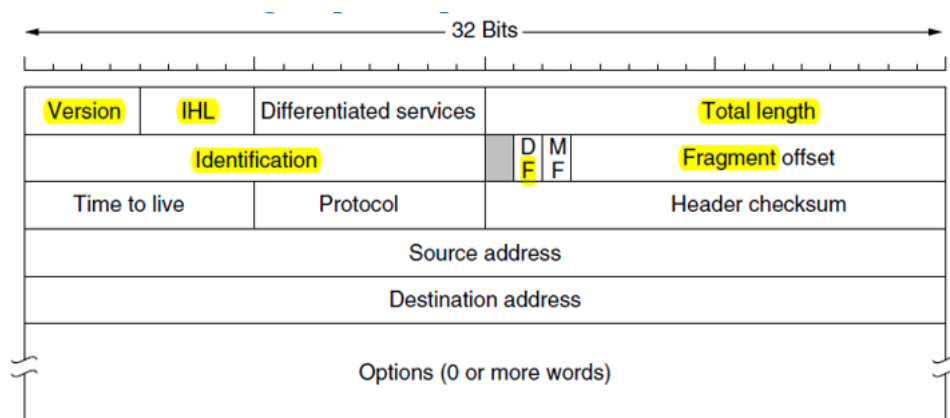 32 Bits
Version IHL Differentiated services Total length
Identification D F M F Fragment offset
Time to live Protocol Header checksum
Source address
Destination address
Options (0 or more words)